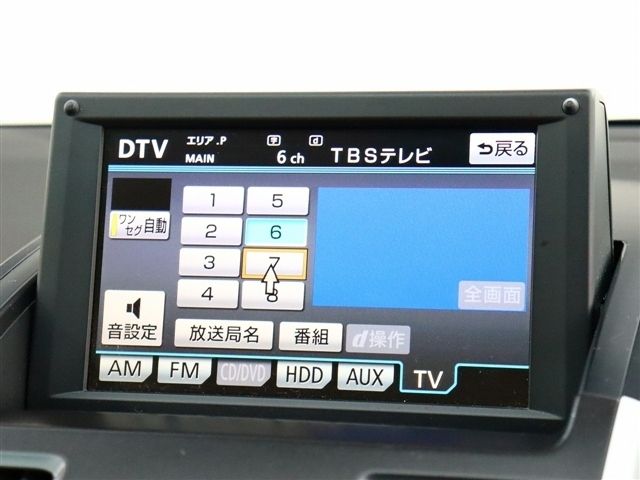 DTV エリア.P MAIN 字 d 6 ch TBSテレビ 戻る
ワンセグ 自動
1 5
2 6
3 7
4 8
全画面
音設定 放送局名 番組 d操作
AM FM CD/DVD HDD AUX TV